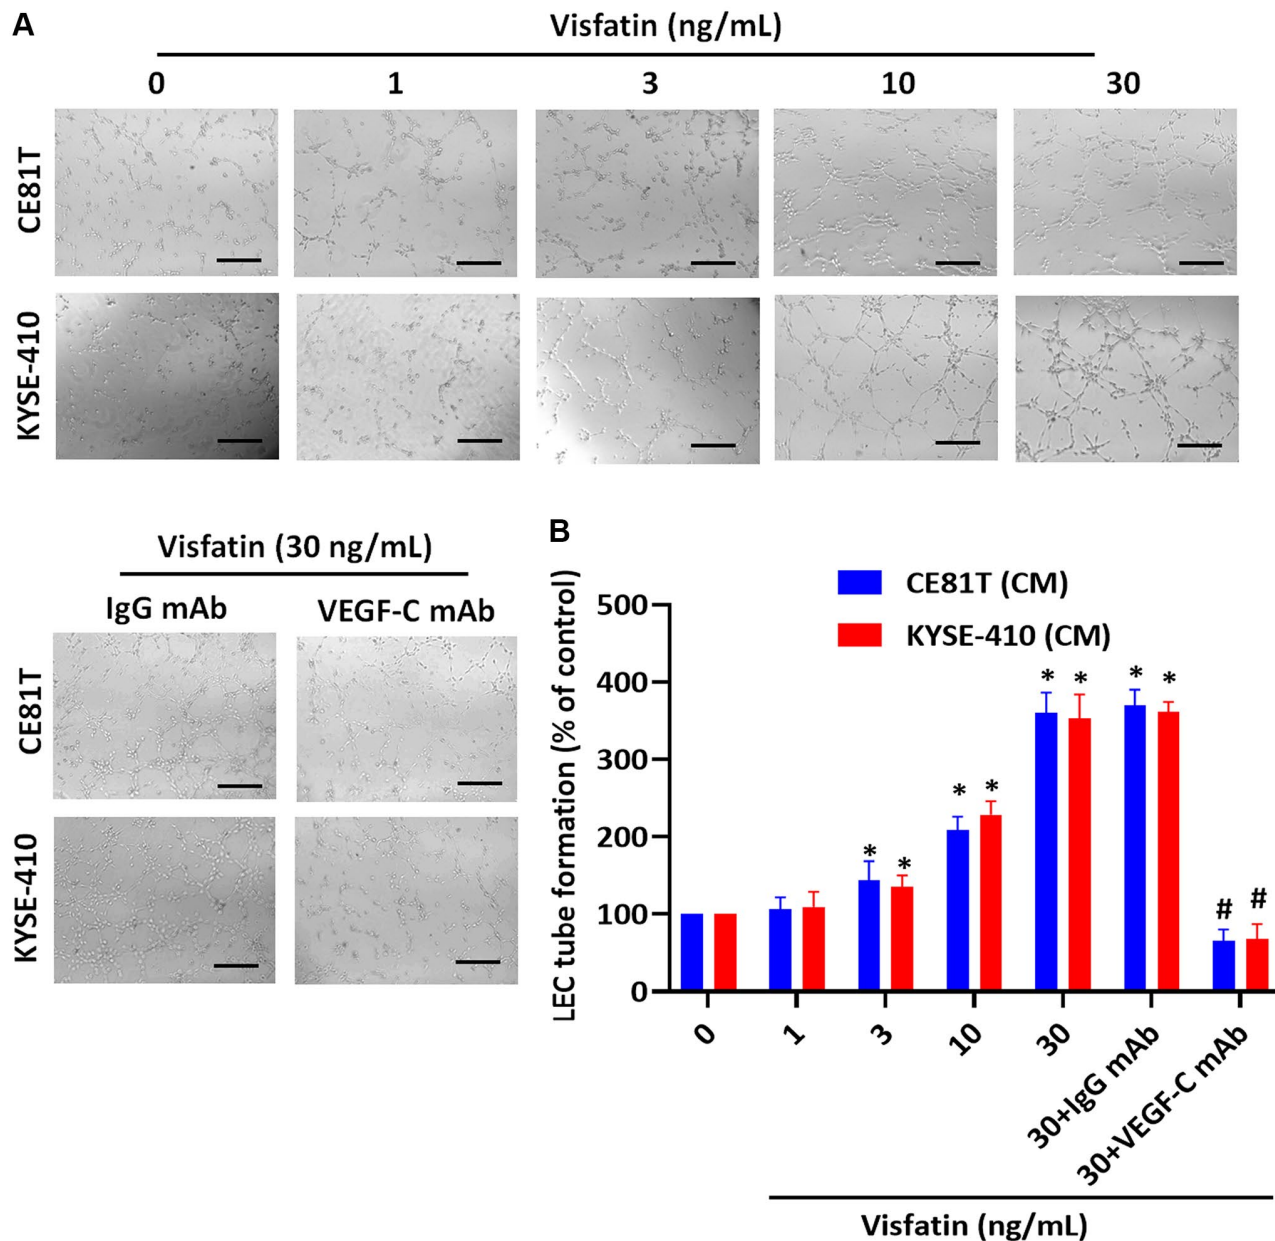 A
Visfatin (ng/mL)
0 1 3 10 30
CE81T
KYSE-410
Visfatin (30 ng/mL)
IgG mAb VEGF-C mAb
CE81T
KYSE-410
B
CE81T (CM)
KYSE-410 (CM)
LEC tube formation (% of control)
500
400
300
200
100
0
* * * * * * * * # #
0 1 3 10 30 30+IgG mAb 30+VEGF-C mAb
Visfatin (ng/mL)